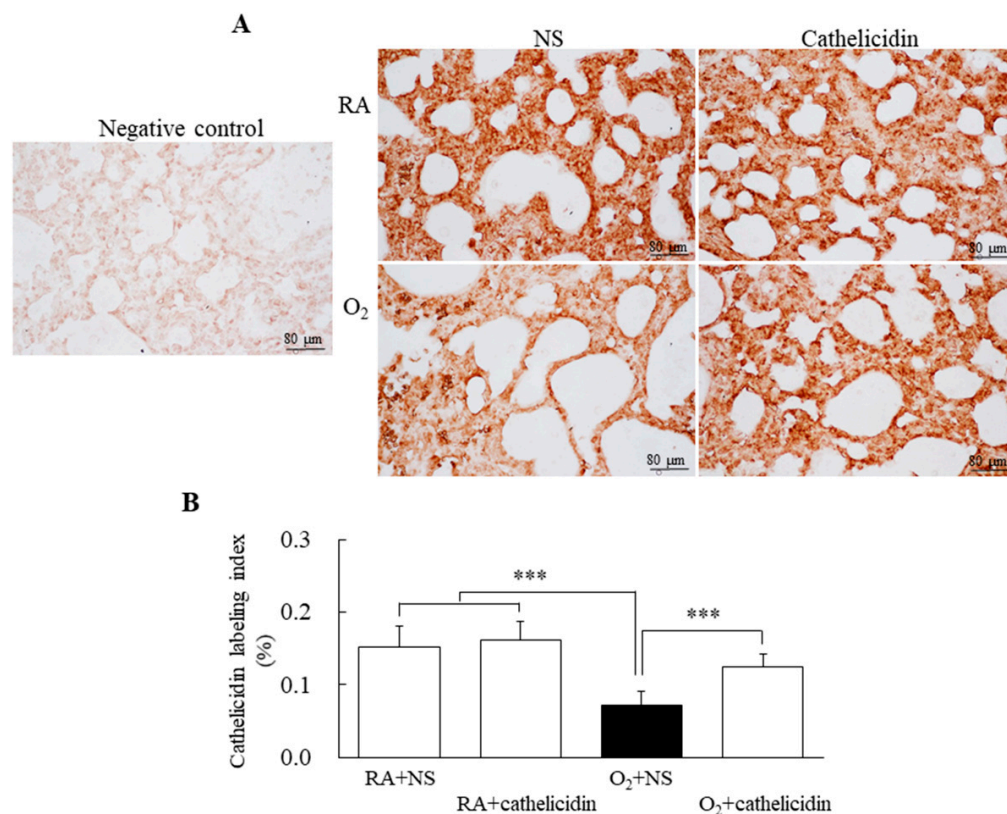 A
NS
Cathelicidin
Negative control
RA
80 μm
80 μm
80 μm
O₂
80 μm
80 μm
B
Cathelicidin labeling index
(%)
0.3
0.2
0.1
0.0
***
***
RA+NS
RA+cathelicidin
O₂+NS
O₂+cathelicidin